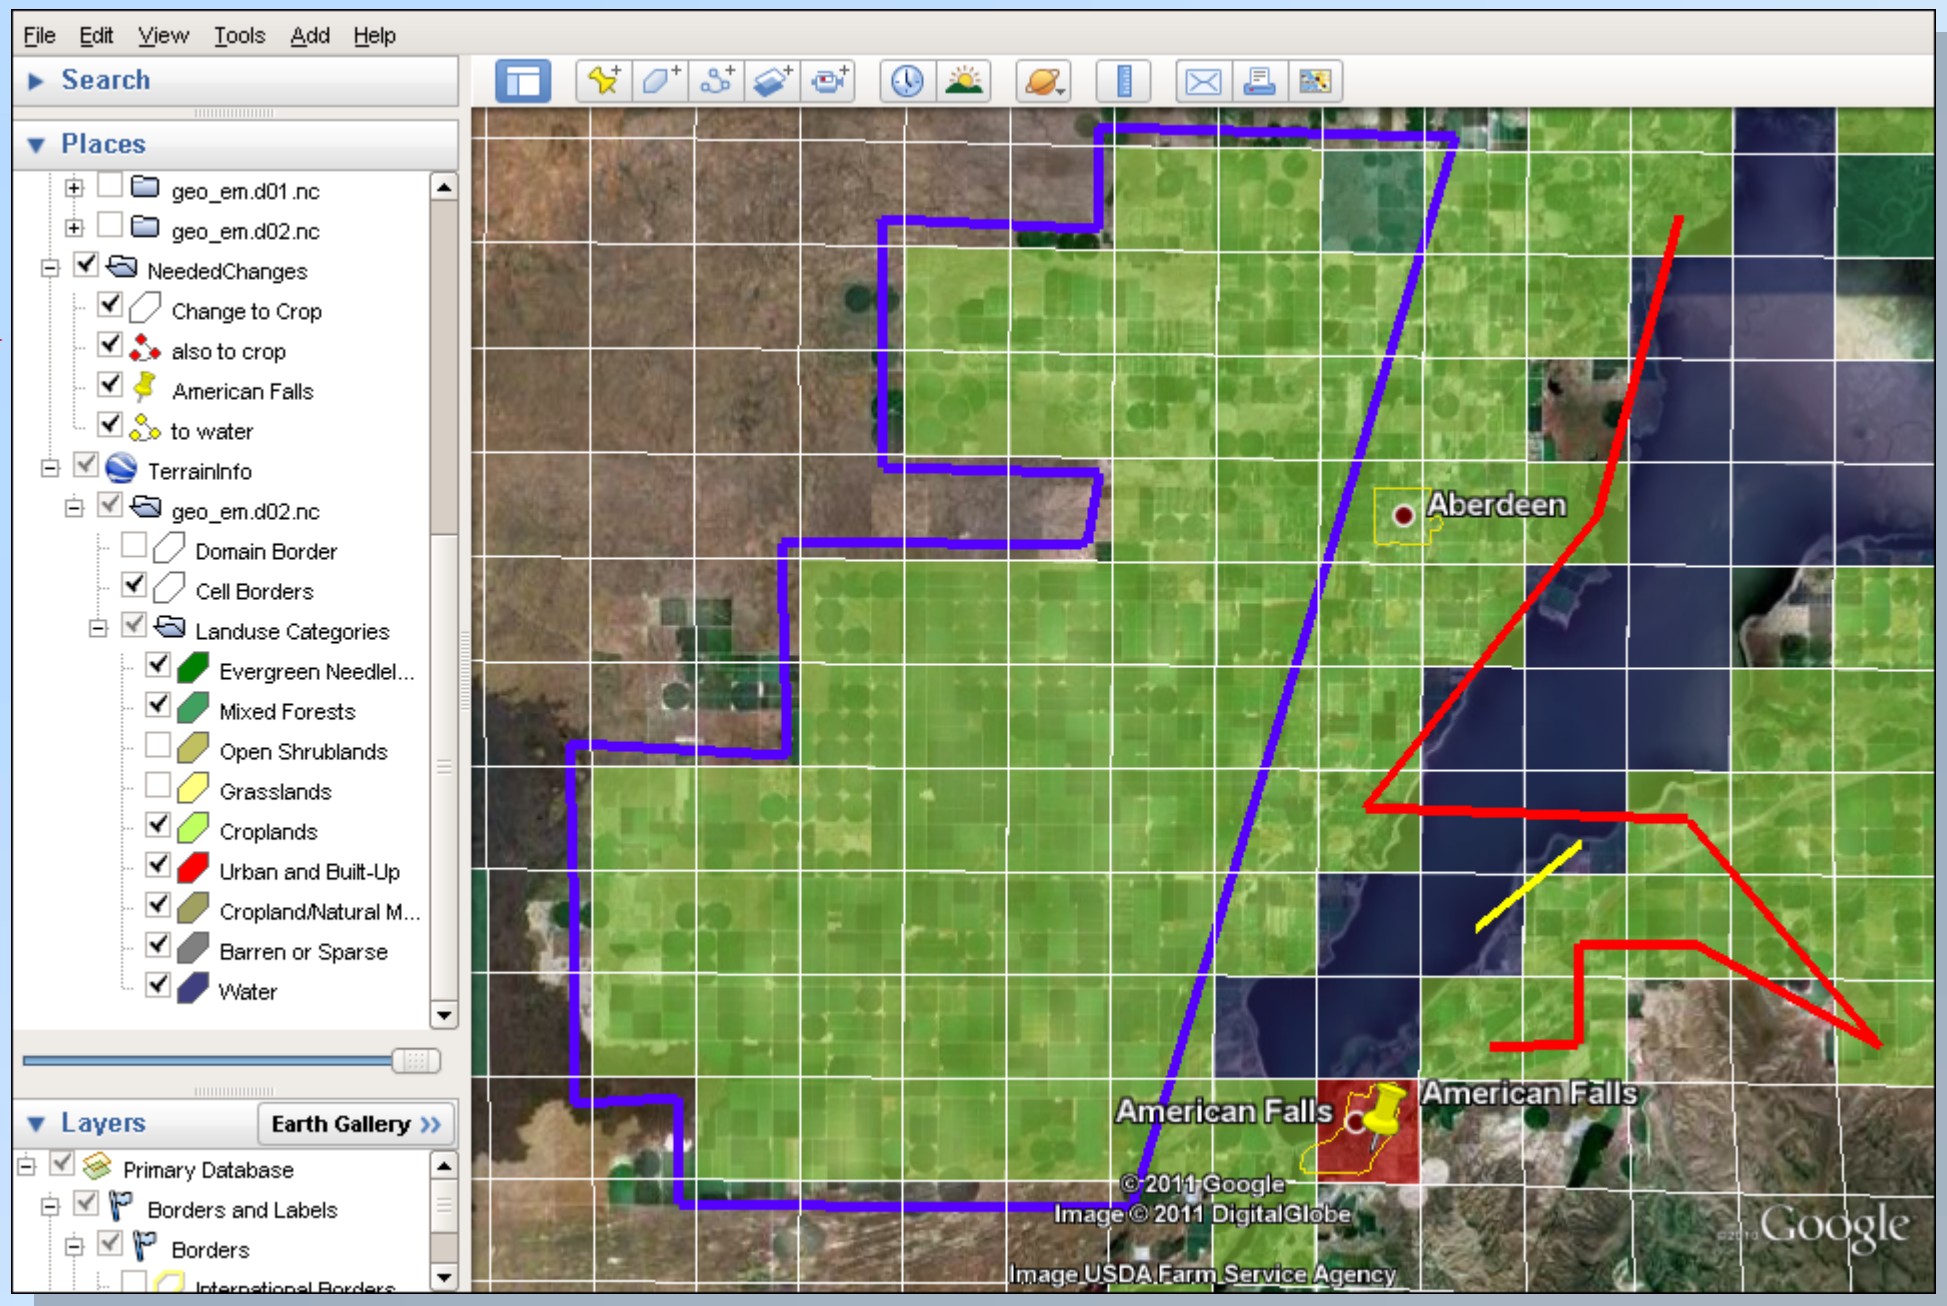 File Edit View Tools Add Help
Search
Places
geo_em.d01.nc
geo_em.d02.nc
NeededChanges
Change to Crop
also to crop
American Falls
to water
TerrainInfo
geo_em.d02.nc
Domain Border
Cell Borders
Landuse Categories
Evergreen Needlel...
Mixed Forests
Open Shrublands
Grasslands
Croplands
Urban and Built-Up
Cropland/Natural M...
Barren or Sparse
Water
Layers
Earth Gallery >>
Primary Database
Borders and Labels
Borders
International Borders
Aberdeen
American Falls
American Falls
© 2011 Google
Image © 2011 DigitalGlobe
Image USDA Farm Service Agency
©2010 Google